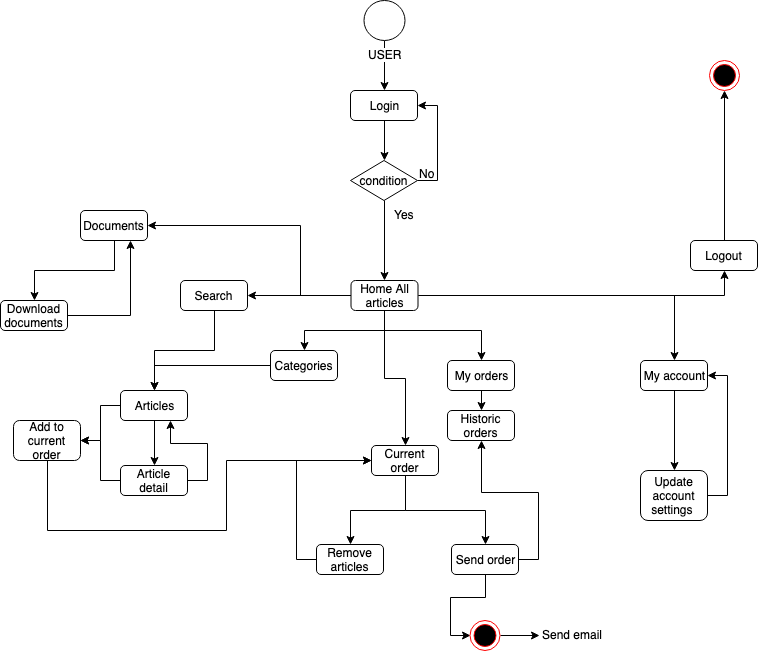 USER
Login
condition
No
Yes
Documents
Logout
Download
documents
Search
Home All
articles
Categories
My orders
My account
Articles
Historic
orders
Add to
current
order
Current
order
Article
detail
Update
account
settings
Remove
articles
Send order
Send email